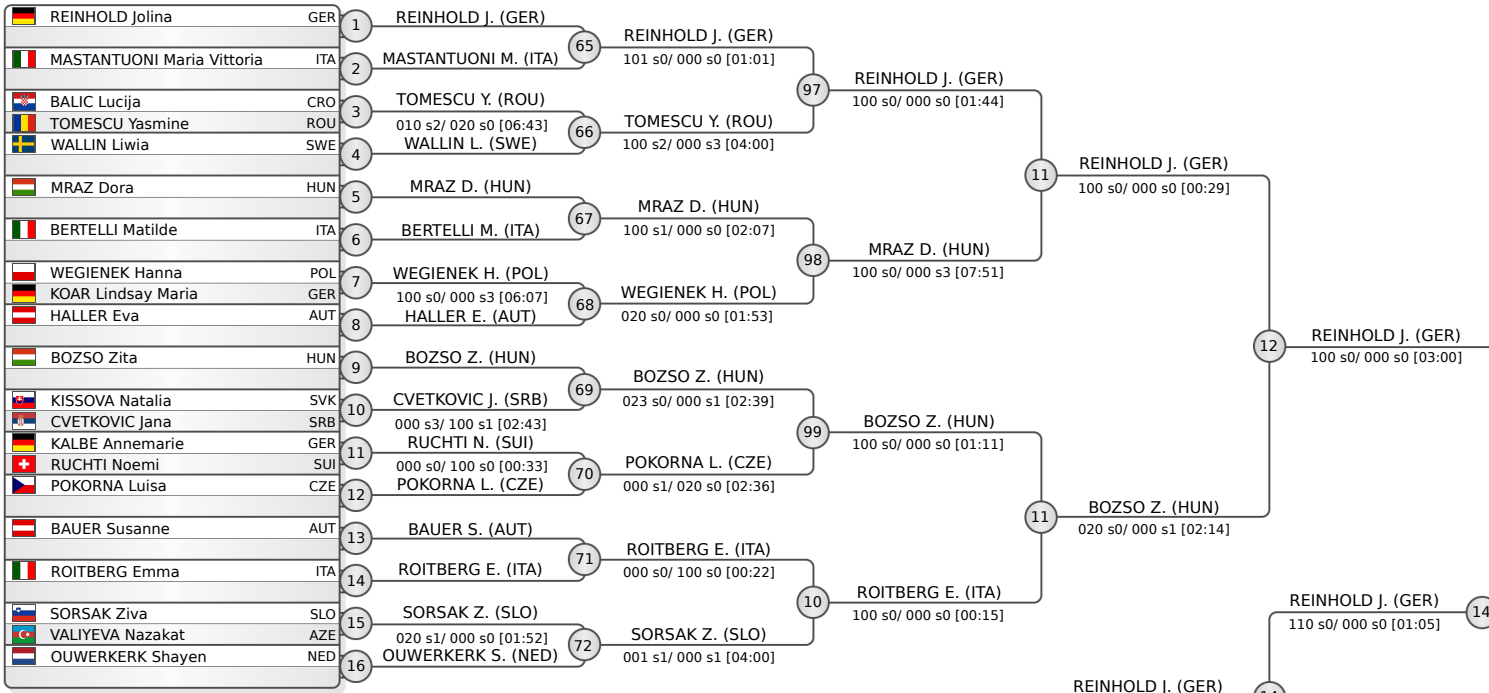 REINHOLD Jolina GER
MASTANTUONI Maria Vittoria ITA
BALIC Lucija CRO
TOMESCU Yasmine ROU
WALLIN Liwia SWE
MRAZ Dora HUN
BERTELLI Matilde ITA
WEGIENEK Hanna POL
KOAR Lindsay Maria GER
HALLER Eva AUT
BOZSO Zita HUN
KISSOVA Natalia SVK
CVETKOVIC Jana SRB
KALBE Annemarie GER
RUCHTI Noemi SUI
POKORNA Luisa CZE
BAUER Susanne AUT
ROITBERG Emma ITA
SORSAK Ziva SLO
VALIYEVA Nazakat AZE
OUWERKERK Shayen NED
1
REINHOLD J. (GER)
2
MASTANTUONI M. (ITA)
3
TOMESCU Y. (ROU)
010 s2/ 020 s0 [06:43]
4
WALLIN L. (SWE)
5
MRAZ D. (HUN)
6
BERTELLI M. (ITA)
7
WEGIENEK H. (POL)
100 s0/ 000 s3 [06:07]
8
HALLER E. (AUT)
9
BOZSO Z. (HUN)
10
CVETKOVIC J. (SRB)
000 s3/ 100 s1 [02:43]
11
RUCHTI N. (SUI)
000 s0/ 100 s0 [00:33]
12
POKORNA L. (CZE)
13
BAUER S. (AUT)
14
ROITBERG E. (ITA)
15
SORSAK Z. (SLO)
020 s1/ 000 s0 [01:52]
16
OUWERKERK S. (NED)
65
REINHOLD J. (GER)
101 s0/ 000 s0 [01:01]
66
TOMESCU Y. (ROU)
100 s2/ 000 s3 [04:00]
67
MRAZ D. (HUN)
100 s1/ 000 s0 [02:07]
68
WEGIENEK H. (POL)
020 s0/ 000 s0 [01:53]
69
BOZSO Z. (HUN)
023 s0/ 000 s1 [02:39]
70
POKORNA L. (CZE)
000 s1/ 020 s0 [02:36]
71
ROITBERG E. (ITA)
000 s0/ 100 s0 [00:22]
72
SORSAK Z. (SLO)
001 s1/ 000 s1 [04:00]
97
REINHOLD J. (GER)
100 s0/ 000 s0 [01:44]
98
MRAZ D. (HUN)
100 s0/ 000 s3 [07:51]
99
BOZSO Z. (HUN)
100 s0/ 000 s0 [01:11]
10
ROITBERG E. (ITA)
100 s0/ 000 s0 [00:15]
11
REINHOLD J. (GER)
100 s0/ 000 s0 [00:29]
11
BOZSO Z. (HUN)
020 s0/ 000 s1 [02:14]
12
REINHOLD J. (GER)
100 s0/ 000 s0 [03:00]
REINHOLD J. (GER)
110 s0/ 000 s0 [01:05]
14
REINHOLD J. (GER)